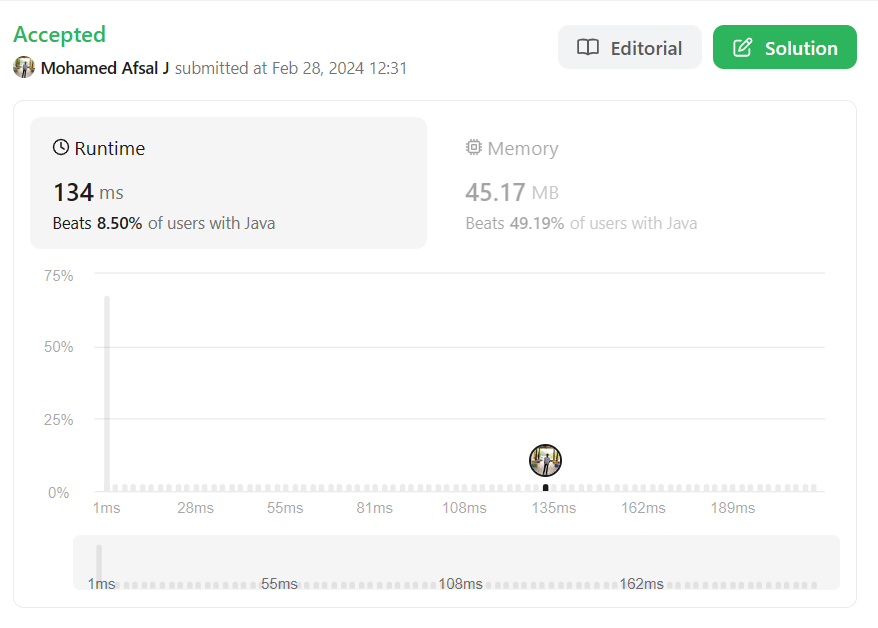 Accepted
Mohamed Afsal J submitted at Feb 28, 2024 12:31
Editorial
Solution
Runtime
134 ms
Beats 8.50% of users with Java
Memory
45.17 MB
Beats 49.19% of users with Java
75%
50%
25%
0%
1ms 28ms 55ms 81ms 108ms 135ms 162ms 189ms
1ms 55ms 108ms 162ms